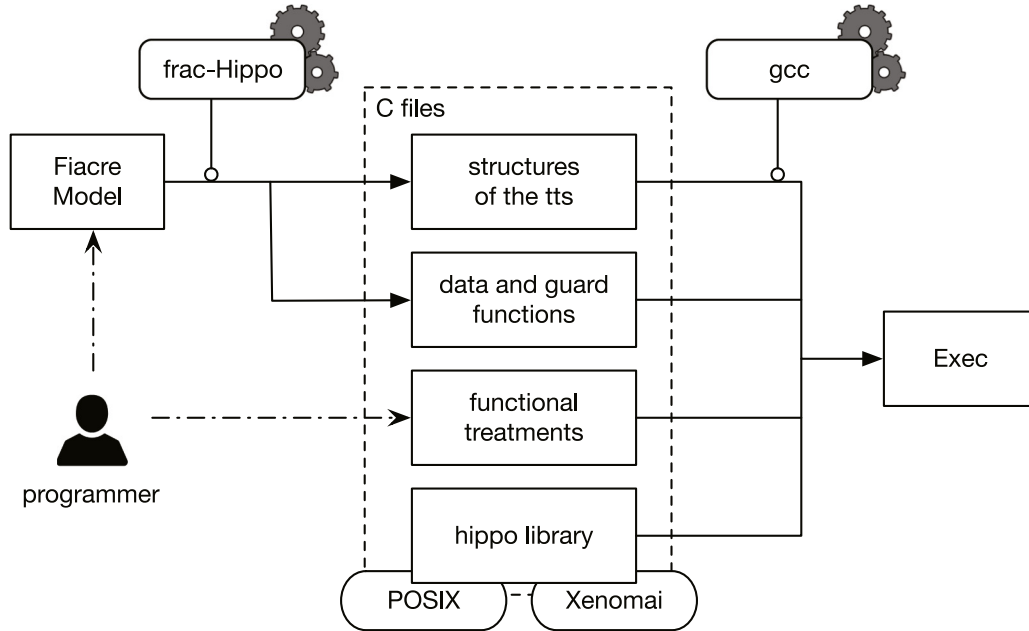 frac-Hippo
gcc
C files
Fiacre
Model
structures
of the tts
data and guard
functions
Exec
functional
treatments
programmer
hippo library
POSIX
Xenomai